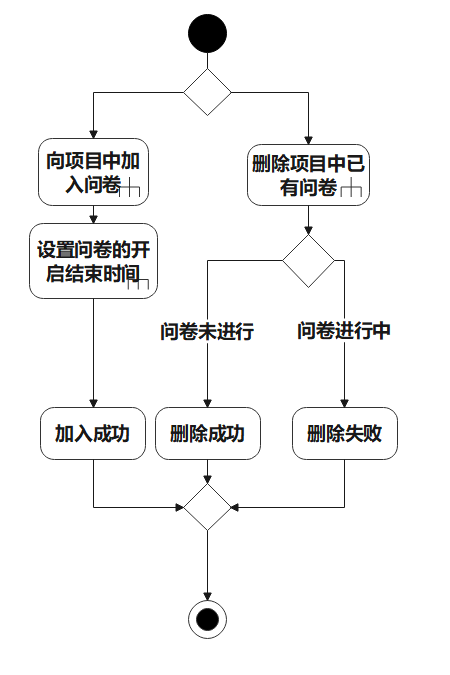 向项目中加
入问卷
删除项目中已
有问卷
设置问卷的开
启结束时间
问卷未进行
问卷进行中
加入成功
删除成功
删除失败